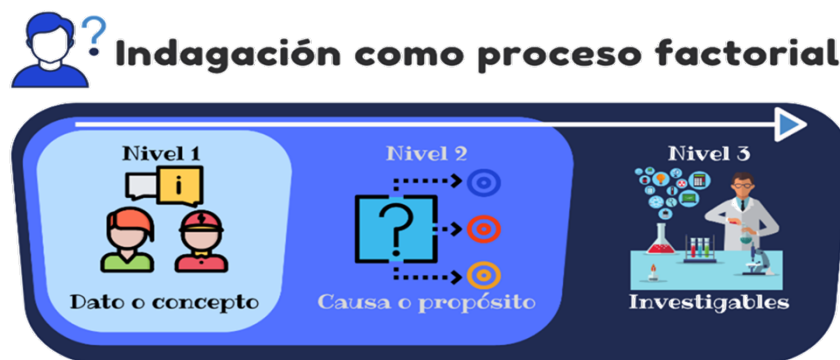 Indagación como proceso factorial
Nivel 1
Nivel 2
Nivel 3
Dato o concepto
Causa o propósito
Investigables